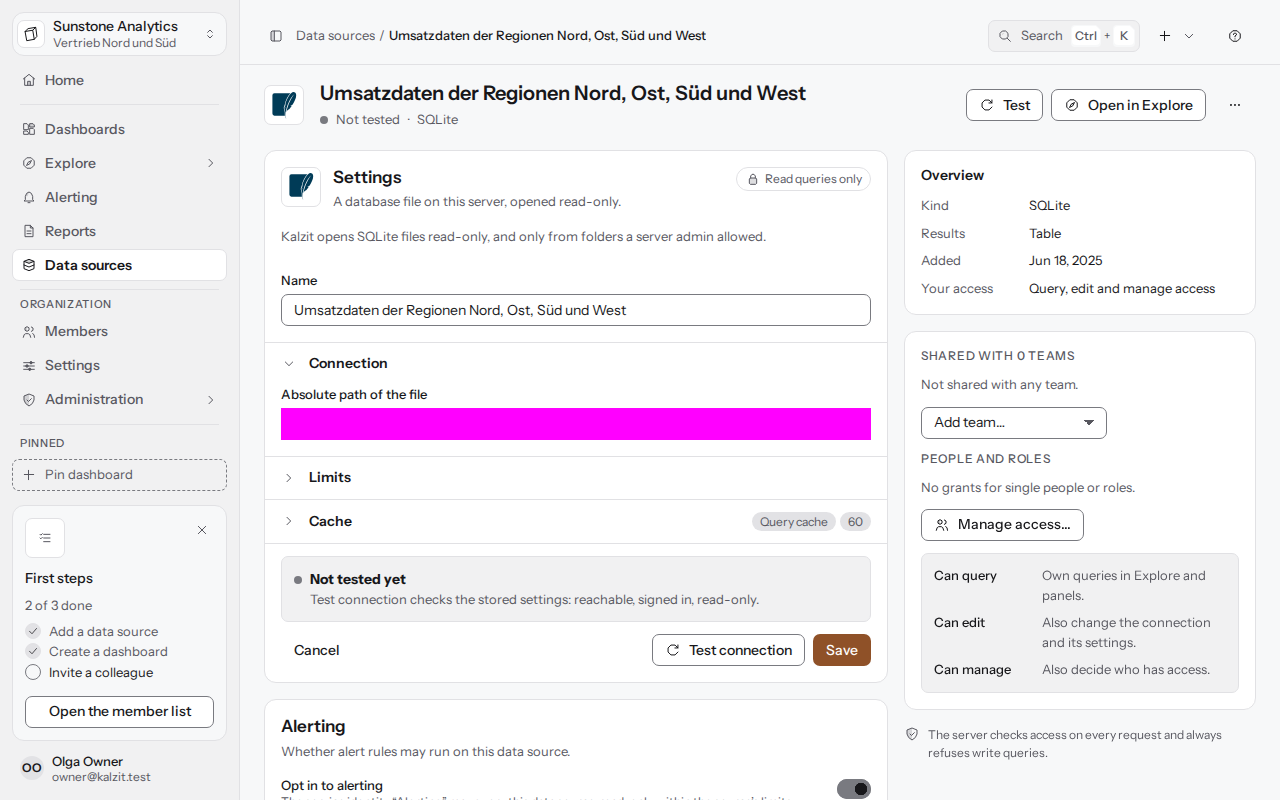 Sunstone Analytics
Vertrieb Nord und Süd
Home
Dashboards
Explore
Alerting
Reports
Data sources
ORGANIZATION
Members
Settings
Administration
PINNED
Pin dashboard
First steps
2 of 3 done
Add a data source
Create a dashboard
Invite a colleague
Open the member list
OO
Olga Owner
owner@kalzit.test
Data sources / Umsatzdaten der Regionen Nord, Ost, Süd und West
Search Ctrl + K
Umsatzdaten der Regionen Nord, Ost, Süd und West
Not tested · SQLite
Test
Open in Explore
Settings
A database file on this server, opened read-only.
Read queries only
Kalzit opens SQLite files read-only, and only from folders a server admin allowed.
Name
Umsatzdaten der Regionen Nord, Ost, Süd und West
Connection
Absolute path of the file
Limits
Cache
Query cache 60
Not tested yet
Test connection checks the stored settings: reachable, signed in, read-only.
Cancel
Test connection
Save
Alerting
Whether alert rules may run on this data source.
Opt in to alerting
Overview
Kind SQLite
Results Table
Added Jun 18, 2025
Your access Query, edit and manage access
SHARED WITH 0 TEAMS
Not shared with any team.
Add team...
PEOPLE AND ROLES
No grants for single people or roles.
Manage access...
Can query Own queries in Explore and
panels.
Can edit Also change the connection
and its settings.
Can manage Also decide who has access.
The server checks access on every request and always
refuses write queries.